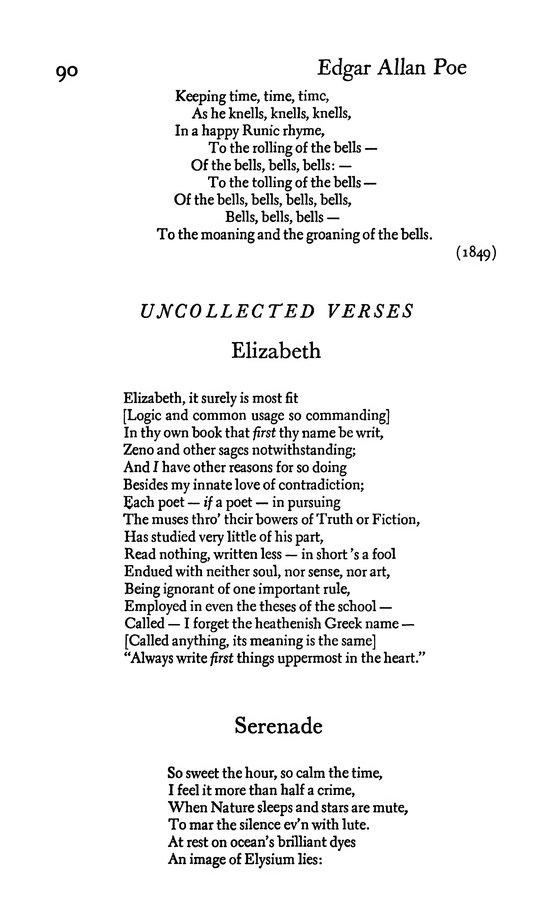 90
Edgar Allan Poe
Keeping time, time, time,
As he knells, knells, knells,
In a happy Runic rhyme,
To the rolling of the bells —
Of the bells, bells, bells: —
To the tolling of the bells —
Of the bells, bells, bells, bells,
Bells, bells, bells —
To the moaning and the groaning of the bells.
(1849)
UNCOLLECTED VERSES
Elizabeth
Elizabeth, it surely is most fit
[Logic and common usage so commanding]
In thy own book that first thy name be writ,
Zeno and other sages notwithstanding;
And I have other reasons for so doing
Besides my innate love of contradiction;
Each poet — if a poet — in pursuing
The muses thro' their bowers of Truth or Fiction,
Has studied very little of his part,
Read nothing, written less — in short 's a fool
Endued with neither soul, nor sense, nor art,
Being ignorant of one important rule,
Employed in even the theses of the school —
Called — I forget the heathenish Greek name —
[Called anything, its meaning is the same]
"Always write first things uppermost in the heart."
Serenade
So sweet the hour, so calm the time,
I feel it more than half a crime,
When Nature sleeps and stars are mute,
To mar the silence ev'n with lute.
At rest on ocean's brilliant dyes
An image of Elysium lies: